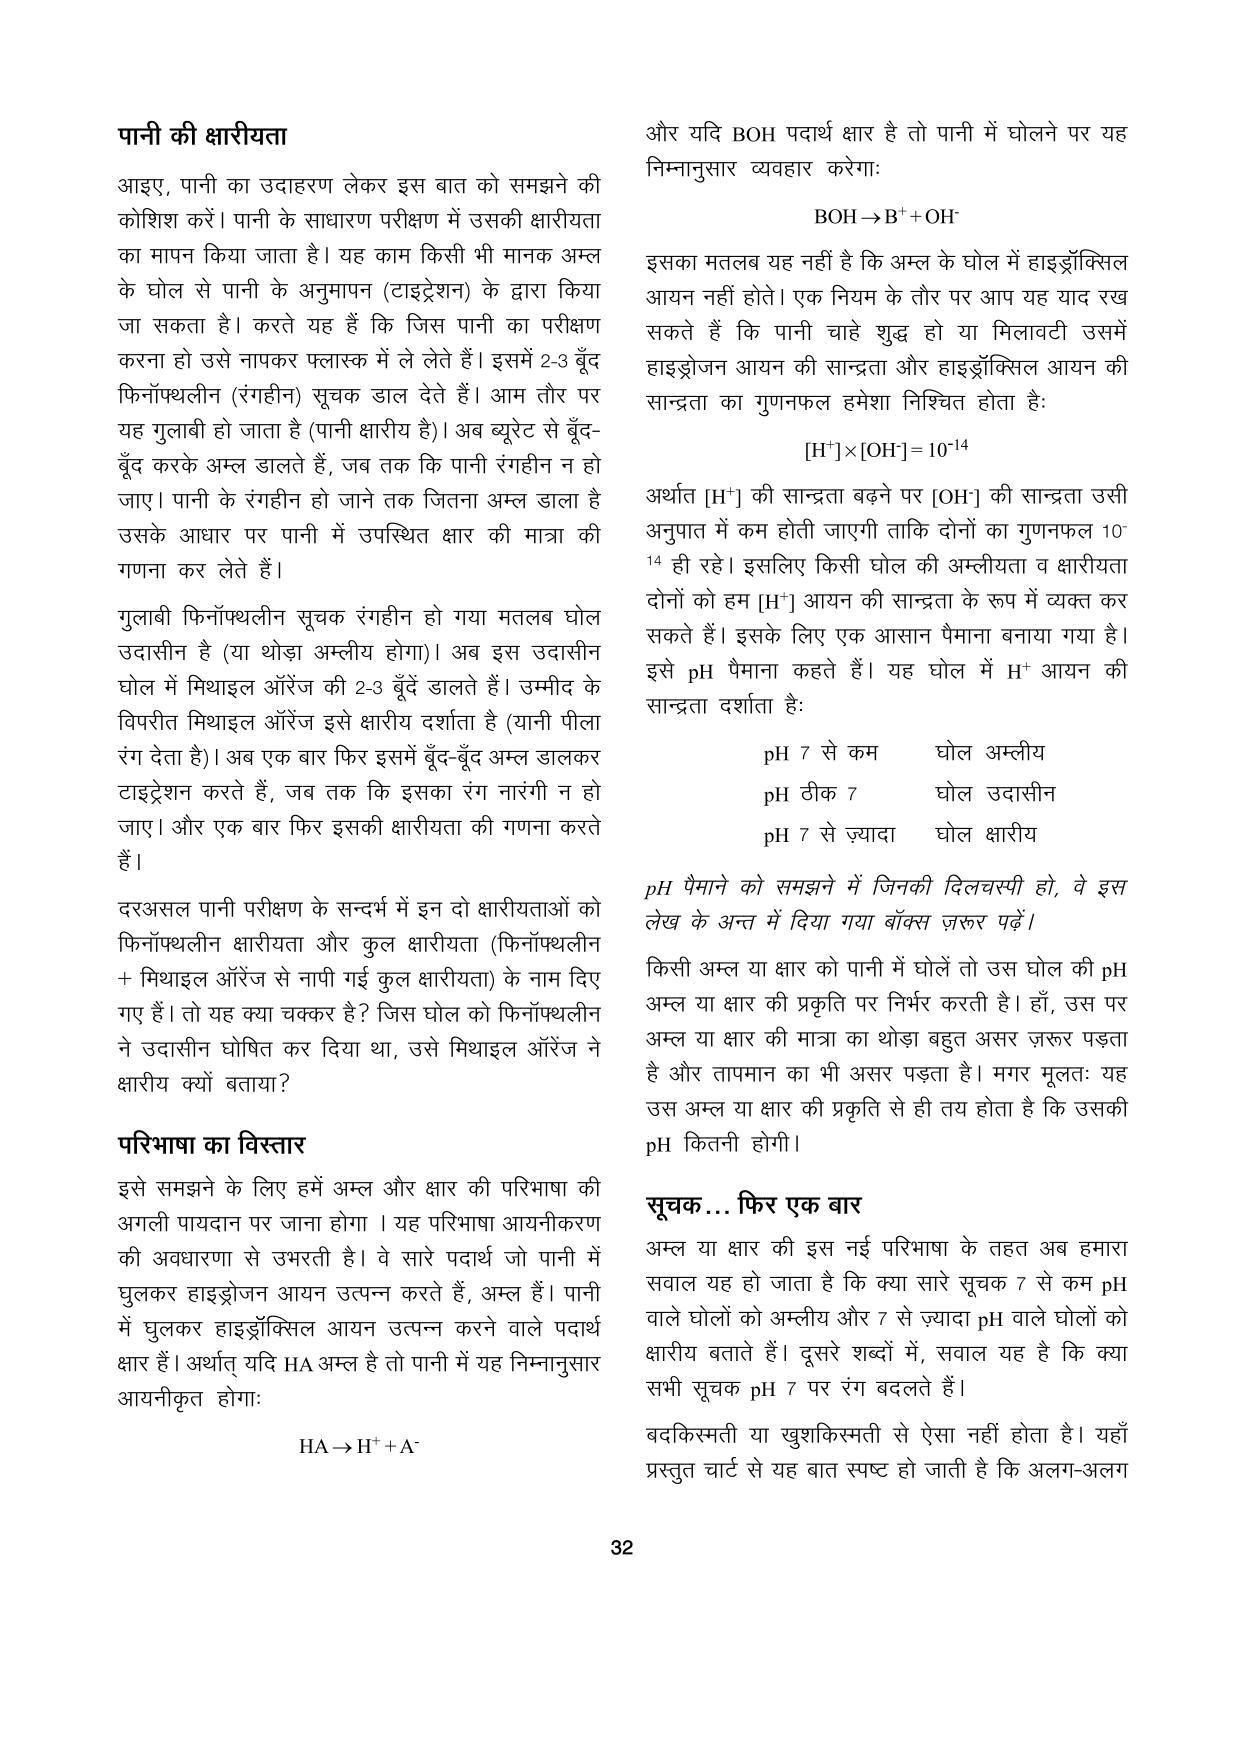 पानी की क्षारीयता
आइए, पानी का उदाहरण लेकर इस बात को समझने की
कोशिश करें। पानी के साधारण परीक्षण में उसकी क्षारीयता
का मापन किया जाता है। यह काम किसी भी मानक अम्ल
के घोल से पानी के अनुमापन (टाइट्रेशन) के द्वारा किया
जा सकता है। करते यह हैं कि जिस पानी का परीक्षण
करना हो उसे नापकर फ्लास्क में ले लेते हैं। इसमें 2-3 बूँद
फिनॉफ्थलीन (रंगहीन) सूचक डाल देते हैं। आम तौर पर
यह गुलाबी हो जाता है (पानी क्षारीय है)। अब ब्यूरेट से बूँद-
बूँद करके अम्ल डालते हैं, जब तक कि पानी रंगहीन न हो
जाए। पानी के रंगहीन हो जाने तक जितना अम्ल डाला है
उसके आधार पर पानी में उपस्थित क्षार की मात्रा की
गणना कर लेते हैं।
गुलाबी फिनॉफ्थलीन सूचक रंगहीन हो गया मतलब घोल
उदासीन है (या थोड़ा अम्लीय होगा)। अब इस उदासीन
घोल में मिथाइल ऑरेंज की 2-3 बूँदें डालते हैं। उम्मीद के
विपरीत मिथाइल ऑरेंज इसे क्षारीय दर्शाता है (यानी पीला
रंग देता है)। अब एक बार फिर इसमें बूँद-बूँद अम्ल डालकर
टाइट्रेशन करते हैं, जब तक कि इसका रंग नारंगी न हो
जाए। और एक बार फिर इसकी क्षारीयता की गणना करते
हैं।
दरअसल पानी परीक्षण के सन्दर्भ में इन दो क्षारीयताओं को
फिनॉफ्थलीन क्षारीयता और कुल क्षारीयता (फिनॉफ्थलीन
+ मिथाइल ऑरेंज से नापी गई कुल क्षारीयता) के नाम दिए
गए हैं। तो यह क्या चक्कर है? जिस घोल को फिनॉफ्थलीन
ने उदासीन घोषित कर दिया था, उसे मिथाइल ऑरेंज ने
क्षारीय क्यों बताया?
परिभाषा का विस्तार
इसे समझने के लिए हमें अम्ल और क्षार की परिभाषा की
अगली पायदान पर जाना होगा । यह परिभाषा आयनीकरण
की अवधारणा से उभरती है। वे सारे पदार्थ जो पानी में
घुलकर हाइड्रोजन आयन उत्पन्न करते हैं, अम्ल हैं। पानी
में घुलकर हाइड्रॉक्सिल आयन उत्पन्न करने वाले पदार्थ
क्षार हैं। अर्थात् यदि HA अम्ल है तो पानी में यह निम्नानुसार
आयनीकृत होगाः
HA → H⁺ + A⁻
और यदि BOH पदार्थ क्षार है तो पानी में घोलने पर यह
निम्नानुसार व्यवहार करेगाः
BOH → B⁺ + OH⁻
इसका मतलब यह नहीं है कि अम्ल के घोल में हाइड्रॉक्सिल
आयन नहीं होते। एक नियम के तौर पर आप यह याद रख
सकते हैं कि पानी चाहे शुद्ध हो या मिलावटी उसमें
हाइड्रोजन आयन की सान्द्रता और हाइड्रॉक्सिल आयन की
सान्द्रता का गुणनफल हमेशा निश्चित होता हैः
[H⁺] × [OH⁻] = 10⁻¹⁴
अर्थात [H⁺] की सान्द्रता बढ़ने पर [OH⁻] की सान्द्रता उसी
अनुपात में कम होती जाएगी ताकि दोनों का गुणनफल 10⁻
¹⁴ ही रहे। इसलिए किसी घोल की अम्लीयता व क्षारीयता
दोनों को हम [H⁺] आयन की सान्द्रता के रूप में व्यक्त कर
सकते हैं। इसके लिए एक आसान पैमाना बनाया गया है।
इसे pH पैमाना कहते हैं। यह घोल में H⁺ आयन की
सान्द्रता दर्शाता हैः
pH 7 से कम घोल अम्लीय
pH ठीक 7 घोल उदासीन
pH 7 से ज़्यादा घोल क्षारीय
pH पैमाने को समझने में जिनकी दिलचस्पी हो, वे इस
लेख के अन्त में दिया गया बॉक्स ज़रूर पढ़ें।
किसी अम्ल या क्षार को पानी में घोलें तो उस घोल की pH
अम्ल या क्षार की प्रकृति पर निर्भर करती है। हाँ, उस पर
अम्ल या क्षार की मात्रा का थोड़ा बहुत असर ज़रूर पड़ता
है और तापमान का भी असर पड़ता है। मगर मूलतः यह
उस अम्ल या क्षार की प्रकृति से ही तय होता है कि उसकी
pH कितनी होगी।
सूचक... फिर एक बार
अम्ल या क्षार की इस नई परिभाषा के तहत अब हमारा
सवाल यह हो जाता है कि क्या सारे सूचक 7 से कम pH
वाले घोलों को अम्लीय और 7 से ज़्यादा pH वाले घोलों को
क्षारीय बताते हैं। दूसरे शब्दों में, सवाल यह है कि क्या
सभी सूचक pH 7 पर रंग बदलते हैं।
बदकिस्मती या खुशकिस्मती से ऐसा नहीं होता है। यहाँ
प्रस्तुत चार्ट से यह बात स्पष्ट हो जाती है कि अलग-अलग
32